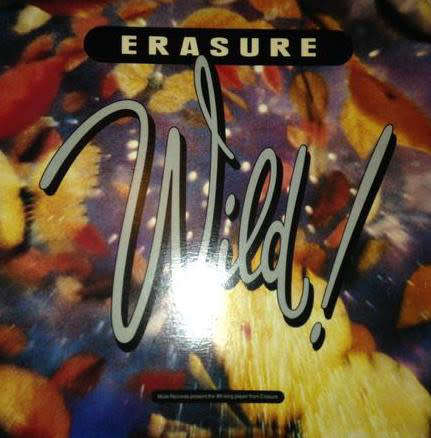 ERASURE
Wild!
Mute Records present the 4th long player from Erasure